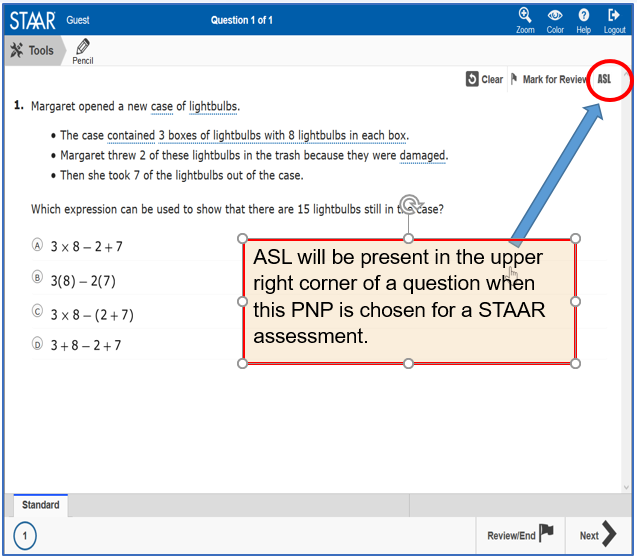 STAAR Guest Question 1 of 1 Zoom Color Help Logout
Tools Pencil
Clear Mark for Review ASL
1. Margaret opened a new case of lightbulbs.
• The case contained 3 boxes of lightbulbs with 8 lightbulbs in each box.
• Margaret threw 2 of these lightbulbs in the trash because they were damaged.
• Then she took 7 of the lightbulbs out of the case.
Which expression can be used to show that there are 15 lightbulbs still in the case?
A 3 × 8 – 2 + 7
B 3(8) – 2(7)
C 3 × 8 – (2 + 7)
D 3 + 8 – 2 + 7
ASL will be present in the upper
right corner of a question when
this PNP is chosen for a STAAR
assessment.
Standard
1 Review/End Next